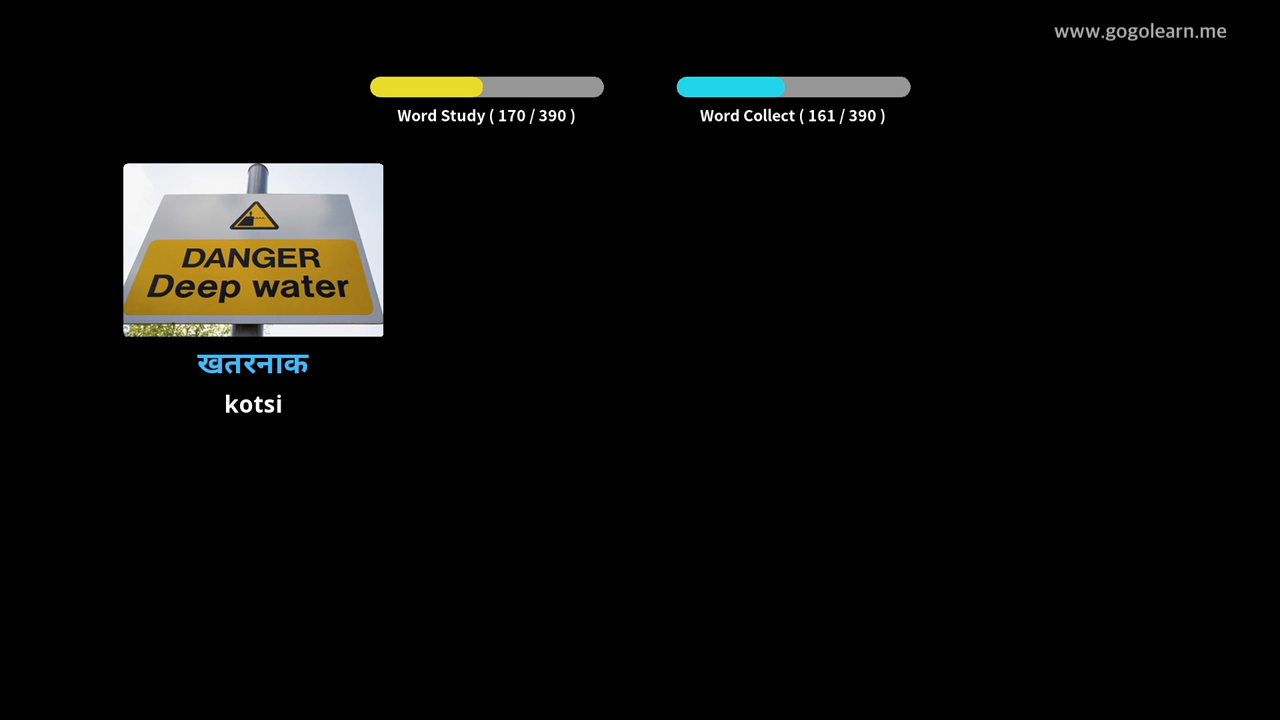 www.gogolearn.me
Word Study ( 170 / 390 )
Word Collect ( 161 / 390 )
DANGER
Deep water
खतरनाक
kotsi